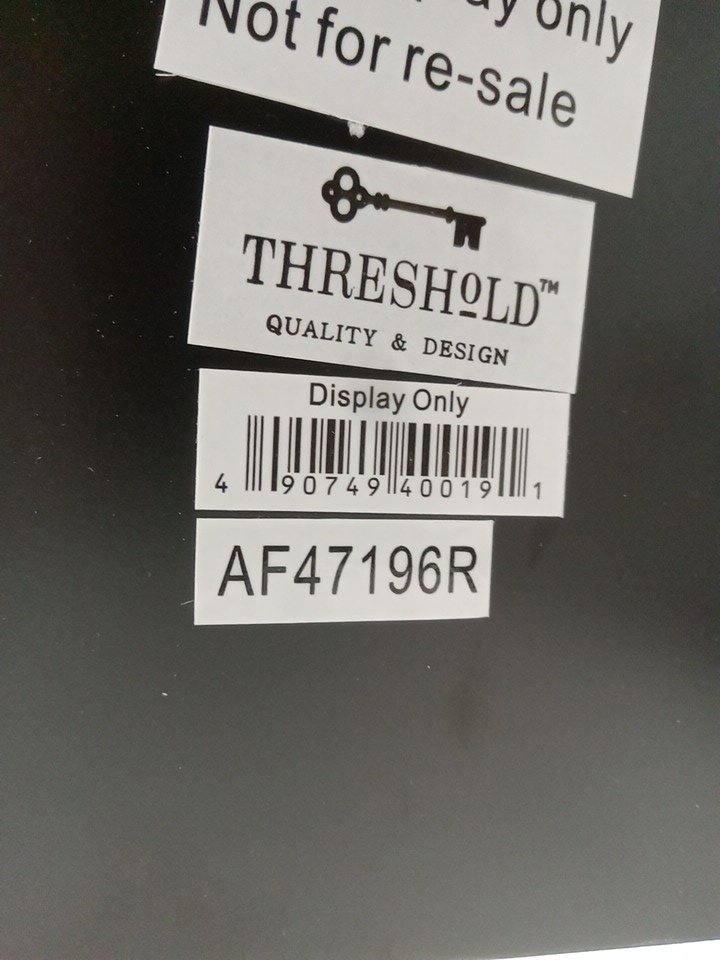 only
Not for re-sale
THRESHOLD™
QUALITY & DESIGN
Display Only
4 90749 40019 1
AF47196R